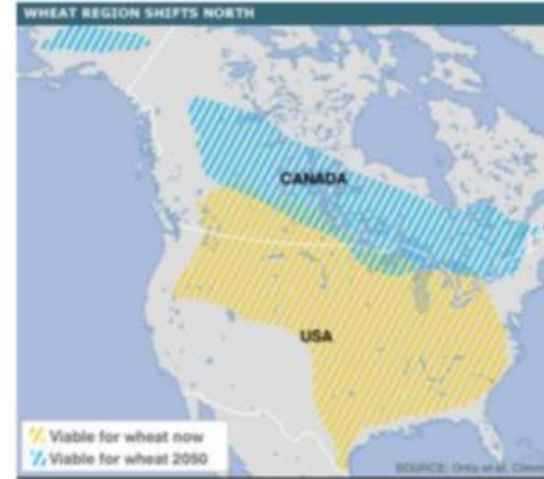 WHEAT REGION SHIFTS NORTH
CANADA
USA
Viable for wheat now
Viable for wheat 2050
SOURCE: Ortiz et al,